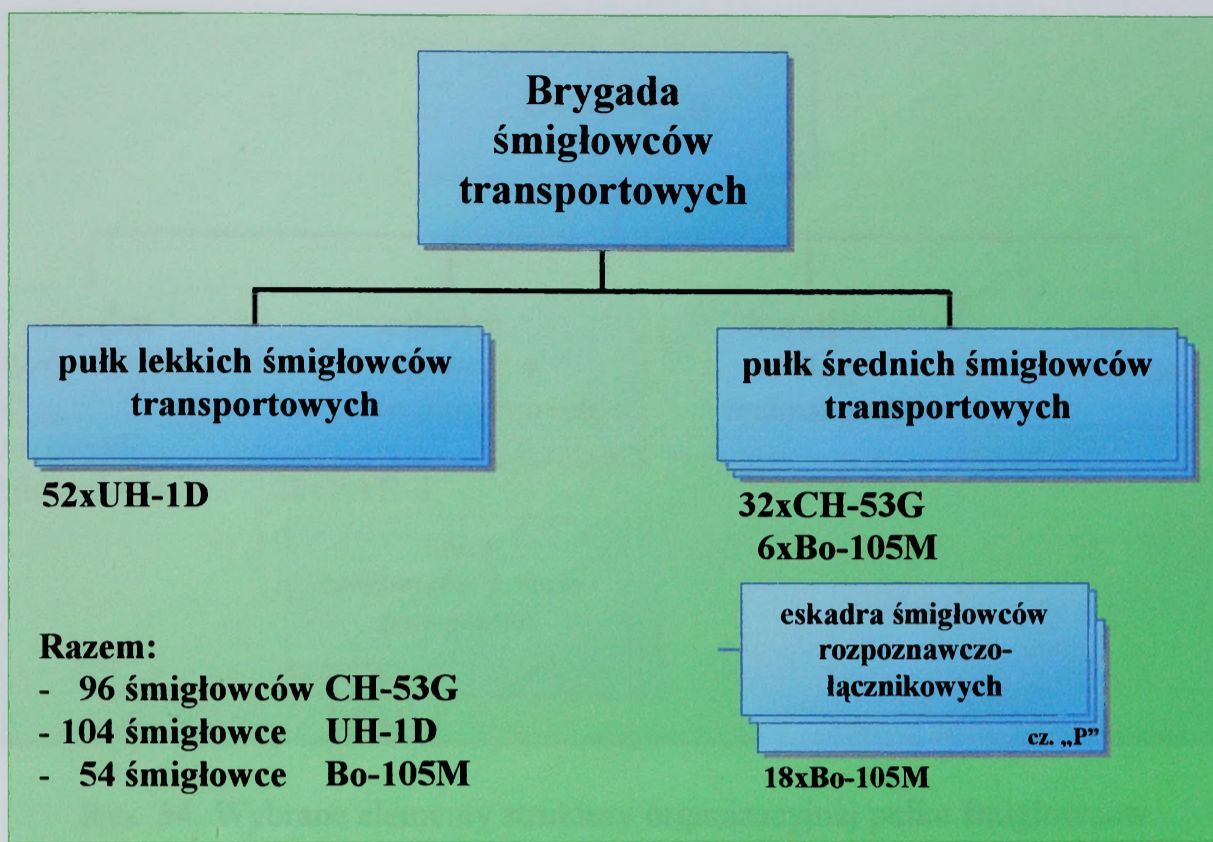 Brygada
śmigłowców
transportowych
pułk lekkich śmigłowców
transportowych
52xUH-1D
pułk średnich śmigłowców
transportowych
32xCH-53G
6xBo-105M
eskadra śmigłowców
rozpoznawczo-
łącznikowych
cz. „P”
18xBo-105M
Razem:
- 96 śmigłowców CH-53G
- 104 śmigłowce UH-1D
- 54 śmigłowce Bo-105M